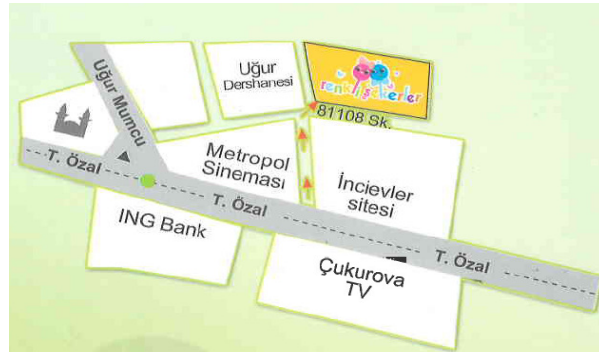 Uğur
Dershanesi
renkli şekerler
81108 Sk.
Uğur Mumcu
Metropol
Sineması
İncievler
sitesi
T. Özal
T. Özal
T. Özal
ING Bank
Çukurova
TV